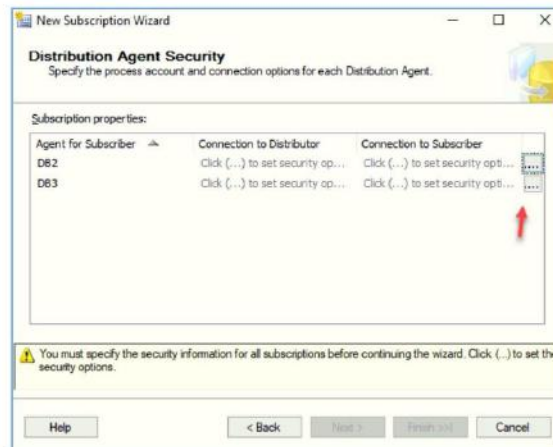 New Subscription Wizard
Distribution Agent Security
Specify the process account and connection options for each Distribution Agent.
Subscription properties:
Agent for Subscriber Connection to Distributor Connection to Subscriber
DB2 Click (...) to set security op... Click (...) to set security opti... ...
DB3 Click (...) to set security op... Click (...) to set security opti... ...
You must specify the security information for all subscriptions before continuing the wizard. Click (...) to set the
security options.
Help < Back Next > Finish >>| Cancel